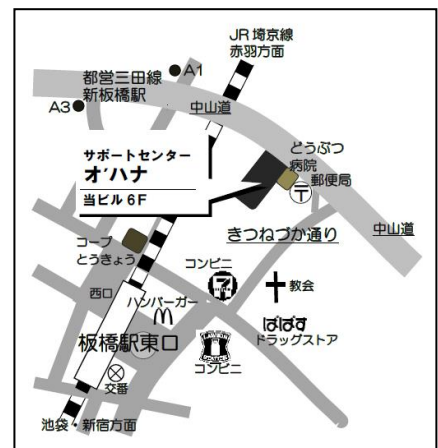 JR 埼京線
赤羽方面
A1
都営三田線
新板橋駅
A3
中山道
サポートセンター
オハナ
当ビル 6F
どうぶつ
病院
郵便局
〒
きつねづか通り
中山道
コープ
とうきょう
コンビニ
7
教会
西口
ハンバーガー
M
ぱぱす
ドラッグストア
板橋駅東口
コンビニ
交番
池袋・新宿方面